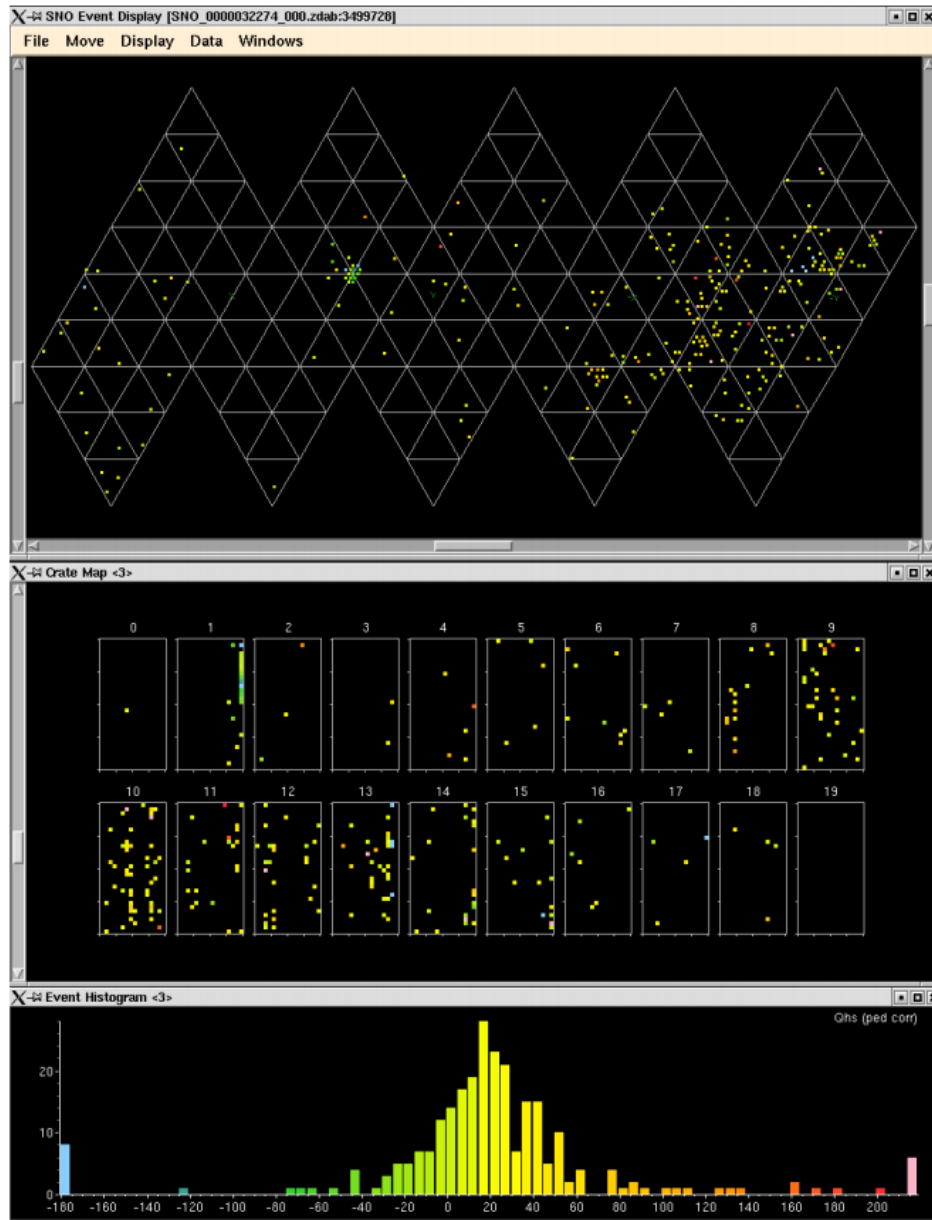 SNO Event Display [SNO_0000032274_000.zdab:3499728]
File Move Display Data Windows
Crate Map <3>
0 1 2 3 4 5 6 7 8 9
10 11 12 13 14 15 16 17 18 19
Event Histogram <3>
Qhs (ped corr)
20
10
0
-180 -160 -140 -120 -100 -80 -60 -40 -20 0 20 40 60 80 100 120 140 160 180 200